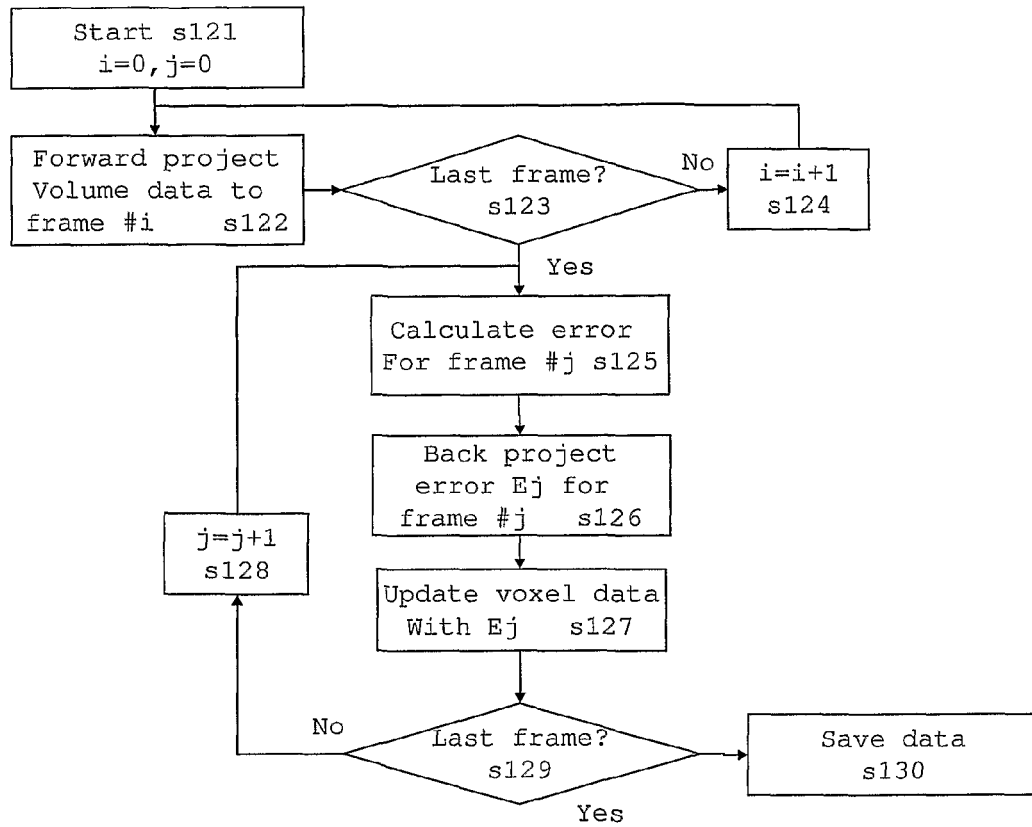 Start s121
i=0,j=0
Forward project
Volume data to
frame #i s122
Last frame?
s123
No
i=i+1
s124
Yes
Calculate error
For frame #j s125
Back project
error Ej for
frame #j s126
j=j+1
s128
Update voxel data
With Ej s127
No
Last frame?
s129
Save data
s130
Yes